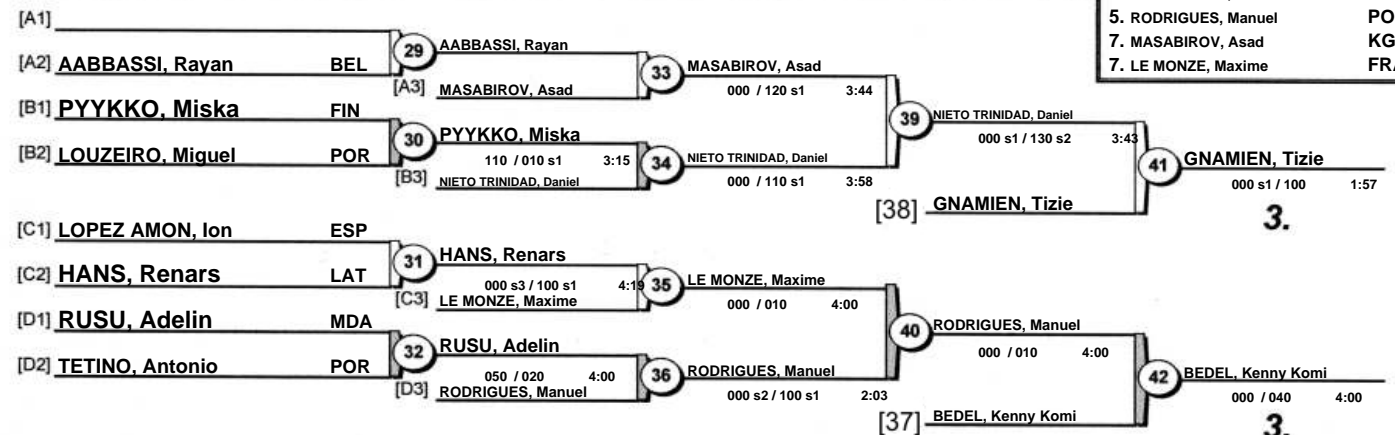 5. RODRIGUES, Manuel PO
7. MASABIROV, Asad KG
7. LE MONZE, Maxime FRA
[A1]
[A2] AABBASSI, Rayan BEL
29
AABBASSI, Rayan
[A3] MASABIROV, Asad
33
MASABIROV, Asad
000 / 120 s1 3:44
[B1] PYYKKO, Miska FIN
[B2] LOUZEIRO, Miguel POR
30
PYYKKO, Miska
110 / 010 s1 3:15
[B3] NIETO TRINIDAD, Daniel
34
NIETO TRINIDAD, Daniel
000 / 110 s1 3:58
39
NIETO TRINIDAD, Daniel
000 s1 / 130 s2 3:43
[38] GNAMIEN, Tizie
41
GNAMIEN, Tizie
000 s1 / 100 1:57
3.
[C1] LOPEZ AMON, Ion ESP
[C2] HANS, Renars LAT
31
HANS, Renars
000 s3 / 100 s1 4:19
[C3] LE MONZE, Maxime
35
LE MONZE, Maxime
000 / 010 4:00
[D1] RUSU, Adelin MDA
[D2] TETINO, Antonio POR
32
RUSU, Adelin
050 / 020 4:00
[D3] RODRIGUES, Manuel
36
RODRIGUES, Manuel
000 s2 / 100 s1 2:03
40
RODRIGUES, Manuel
000 / 010 4:00
[37] BEDEL, Kenny Komi
42
BEDEL, Kenny Komi
000 / 040 4:00
3.